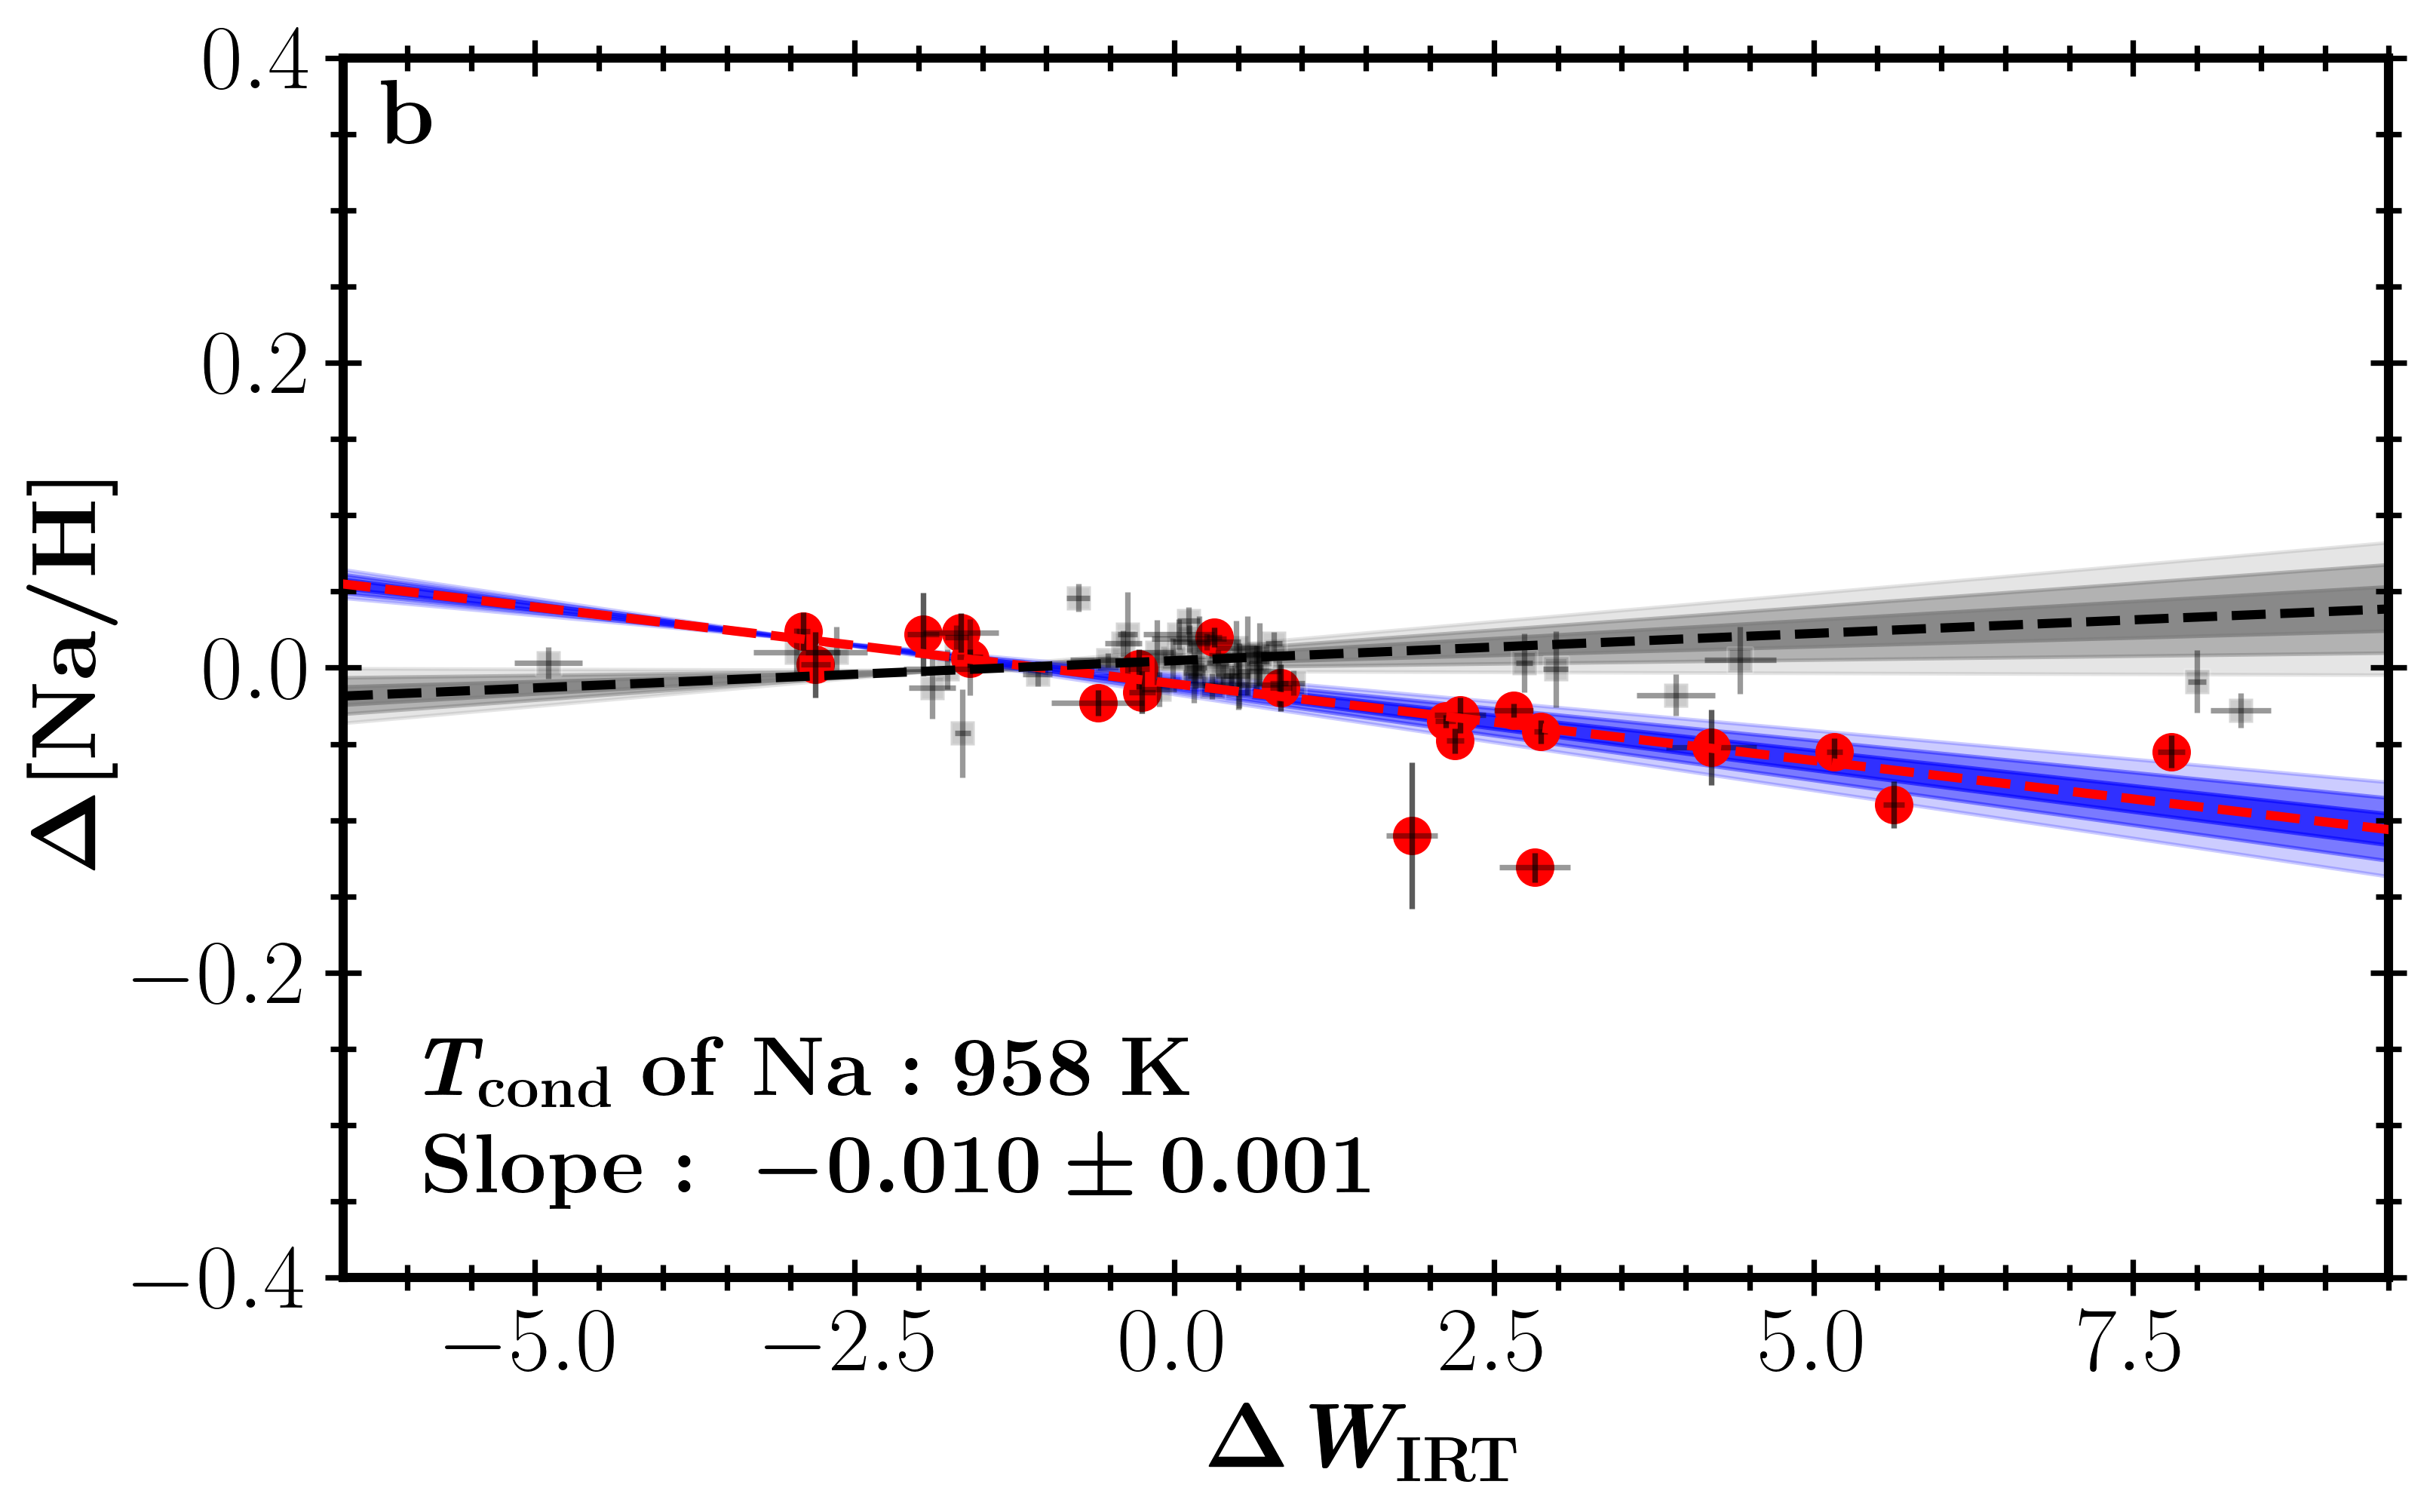 b
0.4
0.2
0.0
−0.2
−0.4
Δ[Na/H]
T_cond of Na : 958 K
Slope : −0.010 ± 0.001
−5.0 −2.5 0.0 2.5 5.0 7.5
Δ W_IRT